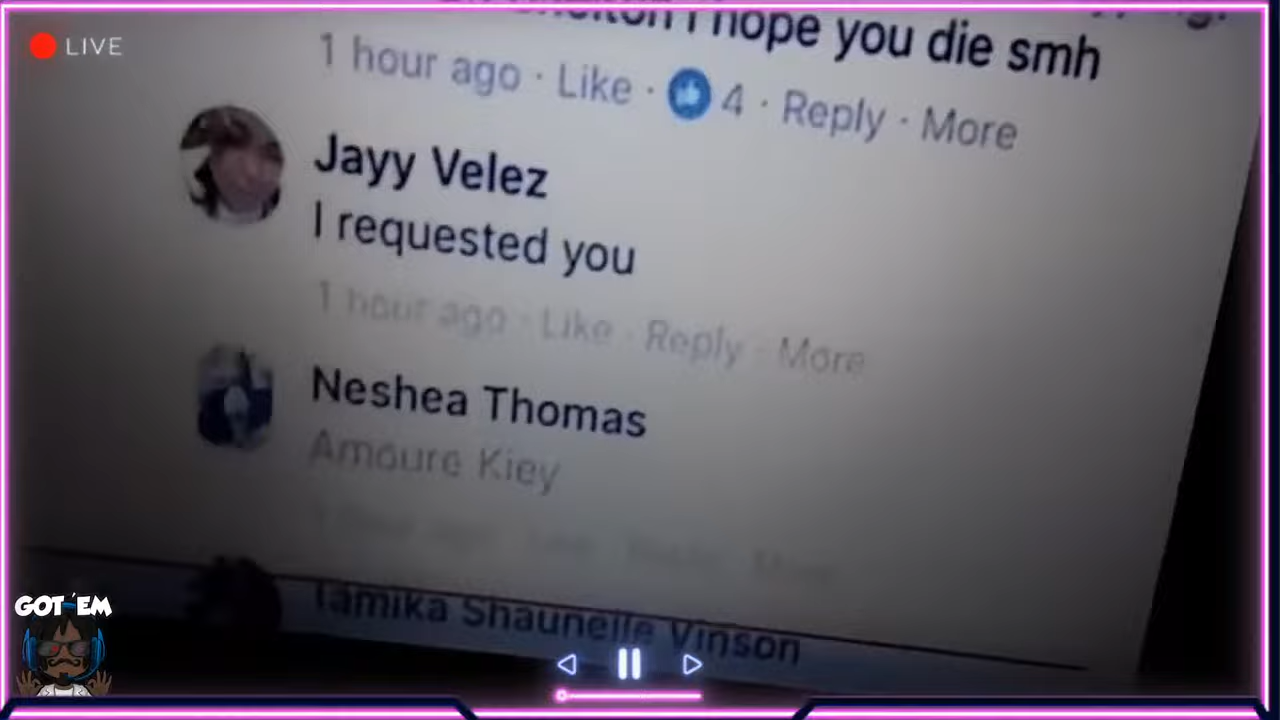 LIVE
I hope you die smh
1 hour ago · Like · 4 · Reply · More
Jayy Velez
I requested you
1 hour ago · Like · Reply · More
Neshea Thomas
Amoure Kiey
Tamika Shaunelle Vinson
GOT 'EM